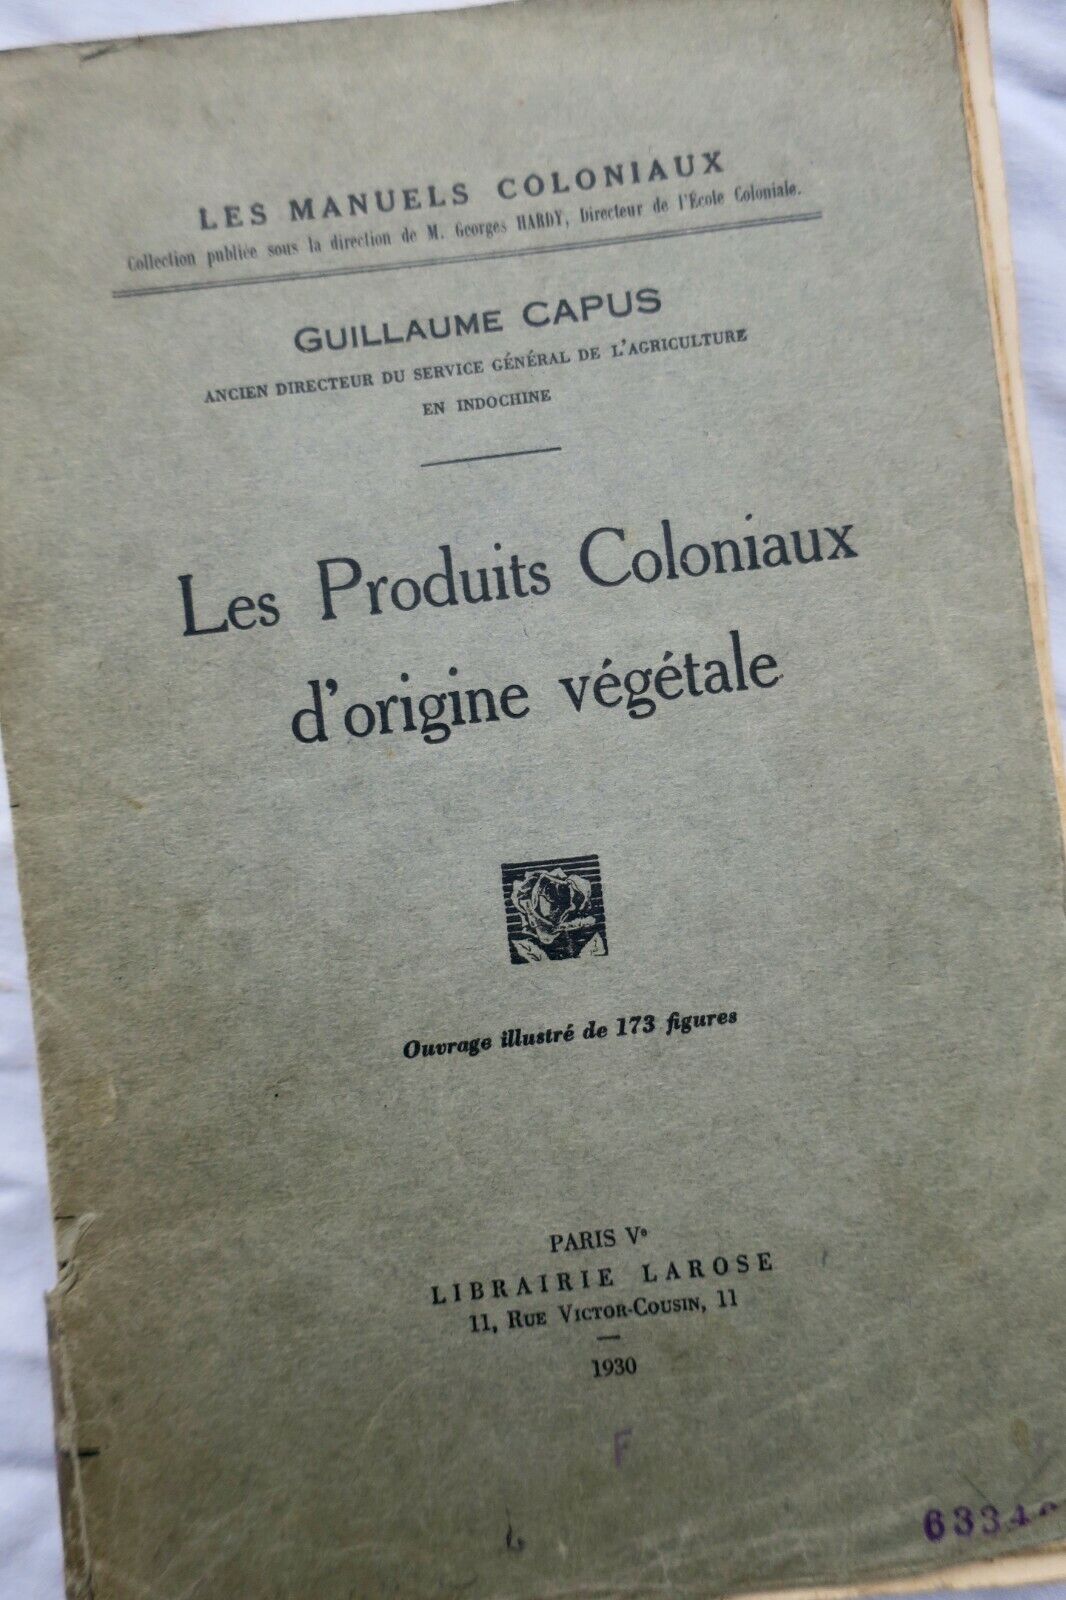 LES MANUELS COLONIAUX
Collection publiée sous la direction de M. Georges HARDY, Directeur de l'École Coloniale.
GUILLAUME CAPUS
ANCIEN DIRECTEUR DU SERVICE GÉNÉRAL DE L'AGRICULTURE
EN INDOCHINE
Les Produits Coloniaux
d'origine végétale
Ouvrage illustré de 173 figures
PARIS Ve
LIBRAIRIE LAROSE
11, RUE VICTOR-COUSIN, 11
1930
F